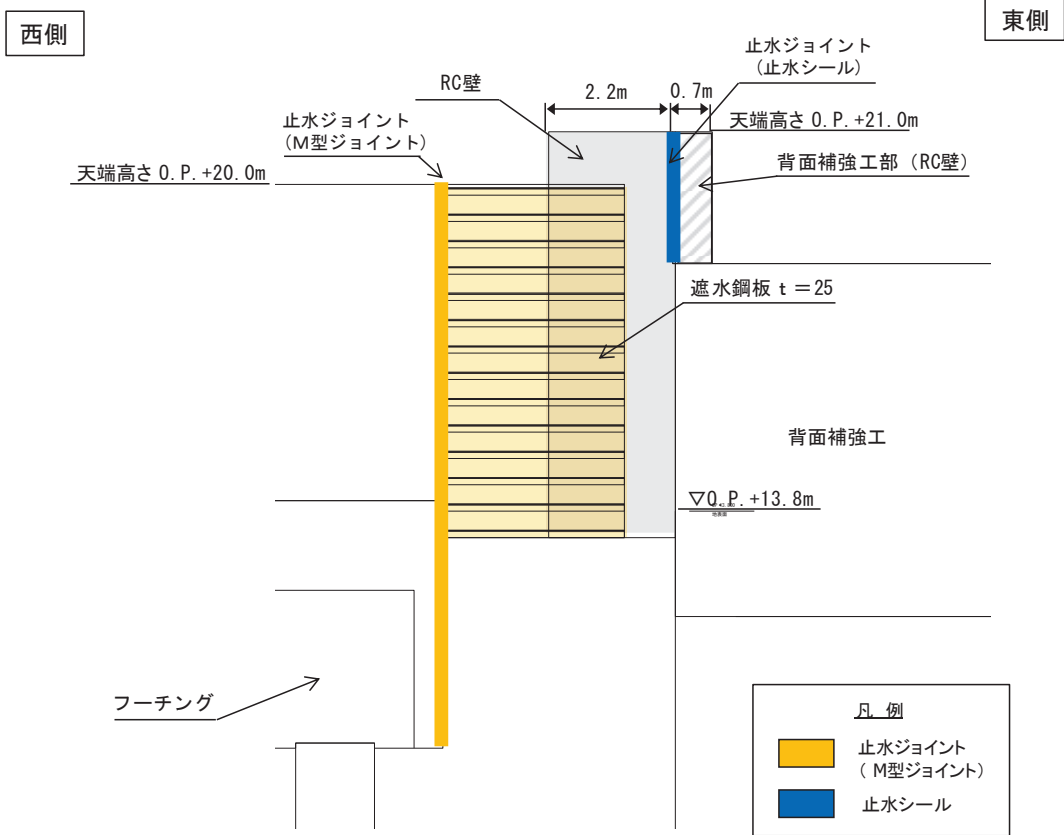 西側
東側
止水ジョイント
(止水シール)
RC壁
2.2m
0.7m
止水ジョイント
(M型ジョイント)
天端高さ O.P.+21.0m
天端高さ O.P.+20.0m
背面補強工部 (RC壁)
遮水鋼板 t=25
背面補強工
▽O.P.+13.8m
フーチング
凡 例
止水ジョイント
( M型ジョイント)
止水シール